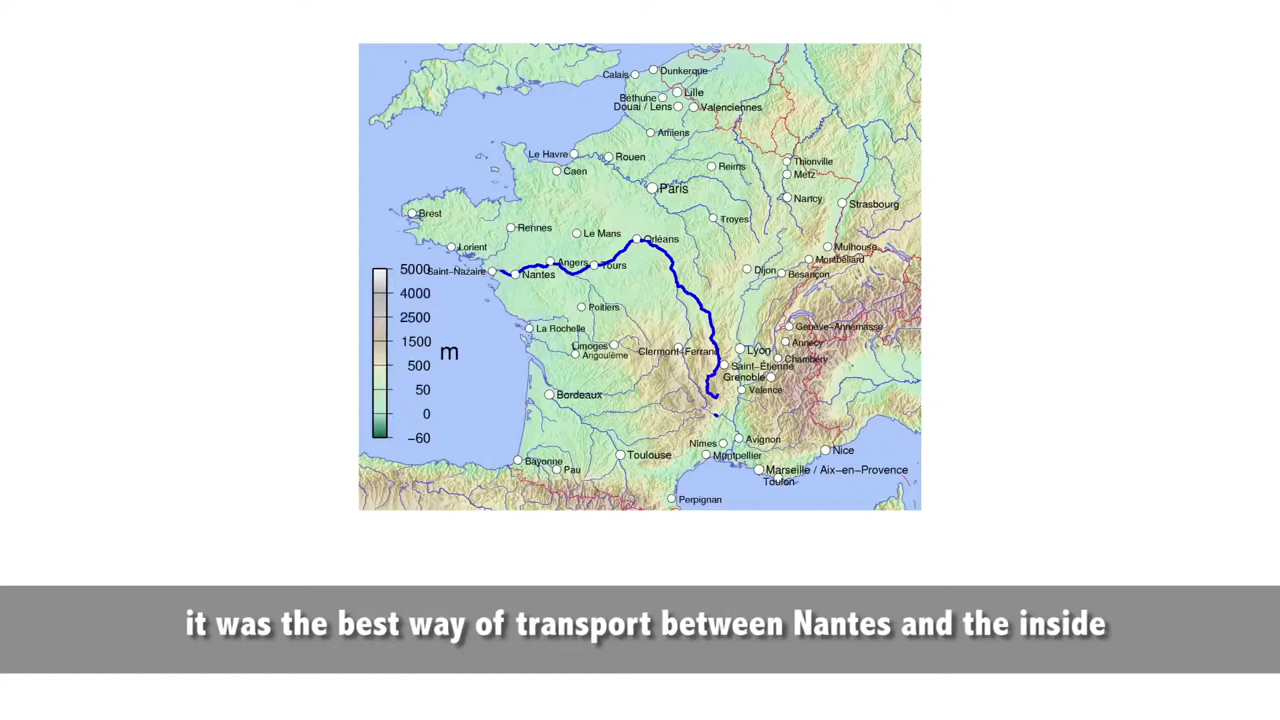 Calais
Dunkerque
Béthune
Lille
Douai / Lens
Valenciennes
Amiens
Le Havre
Rouen
Caen
Reims
Thionville
Metz
Paris
Nancy
Strasbourg
Brest
Troyes
Rennes
Le Mans
Orléans
Lorient
Mulhouse
Montbéliard
Saint-Nazaire
Nantes
Angers
Tours
Dijon
Besançon
5000
4000
2500
1500
500
50
0
-60
m
Poitiers
La Rochelle
Genève-Annemasse
Limoges
Angoulême
Clermont-Ferrand
Lyon
Annecy
Chambéry
Saint-Étienne
Grenoble
Valence
Bordeaux
Nîmes
Avignon
Toulouse
Montpellier
Nice
Bayonne
Pau
Marseille / Aix-en-Provence
Toulon
Perpignan
it was the best way of transport between Nantes and the inside